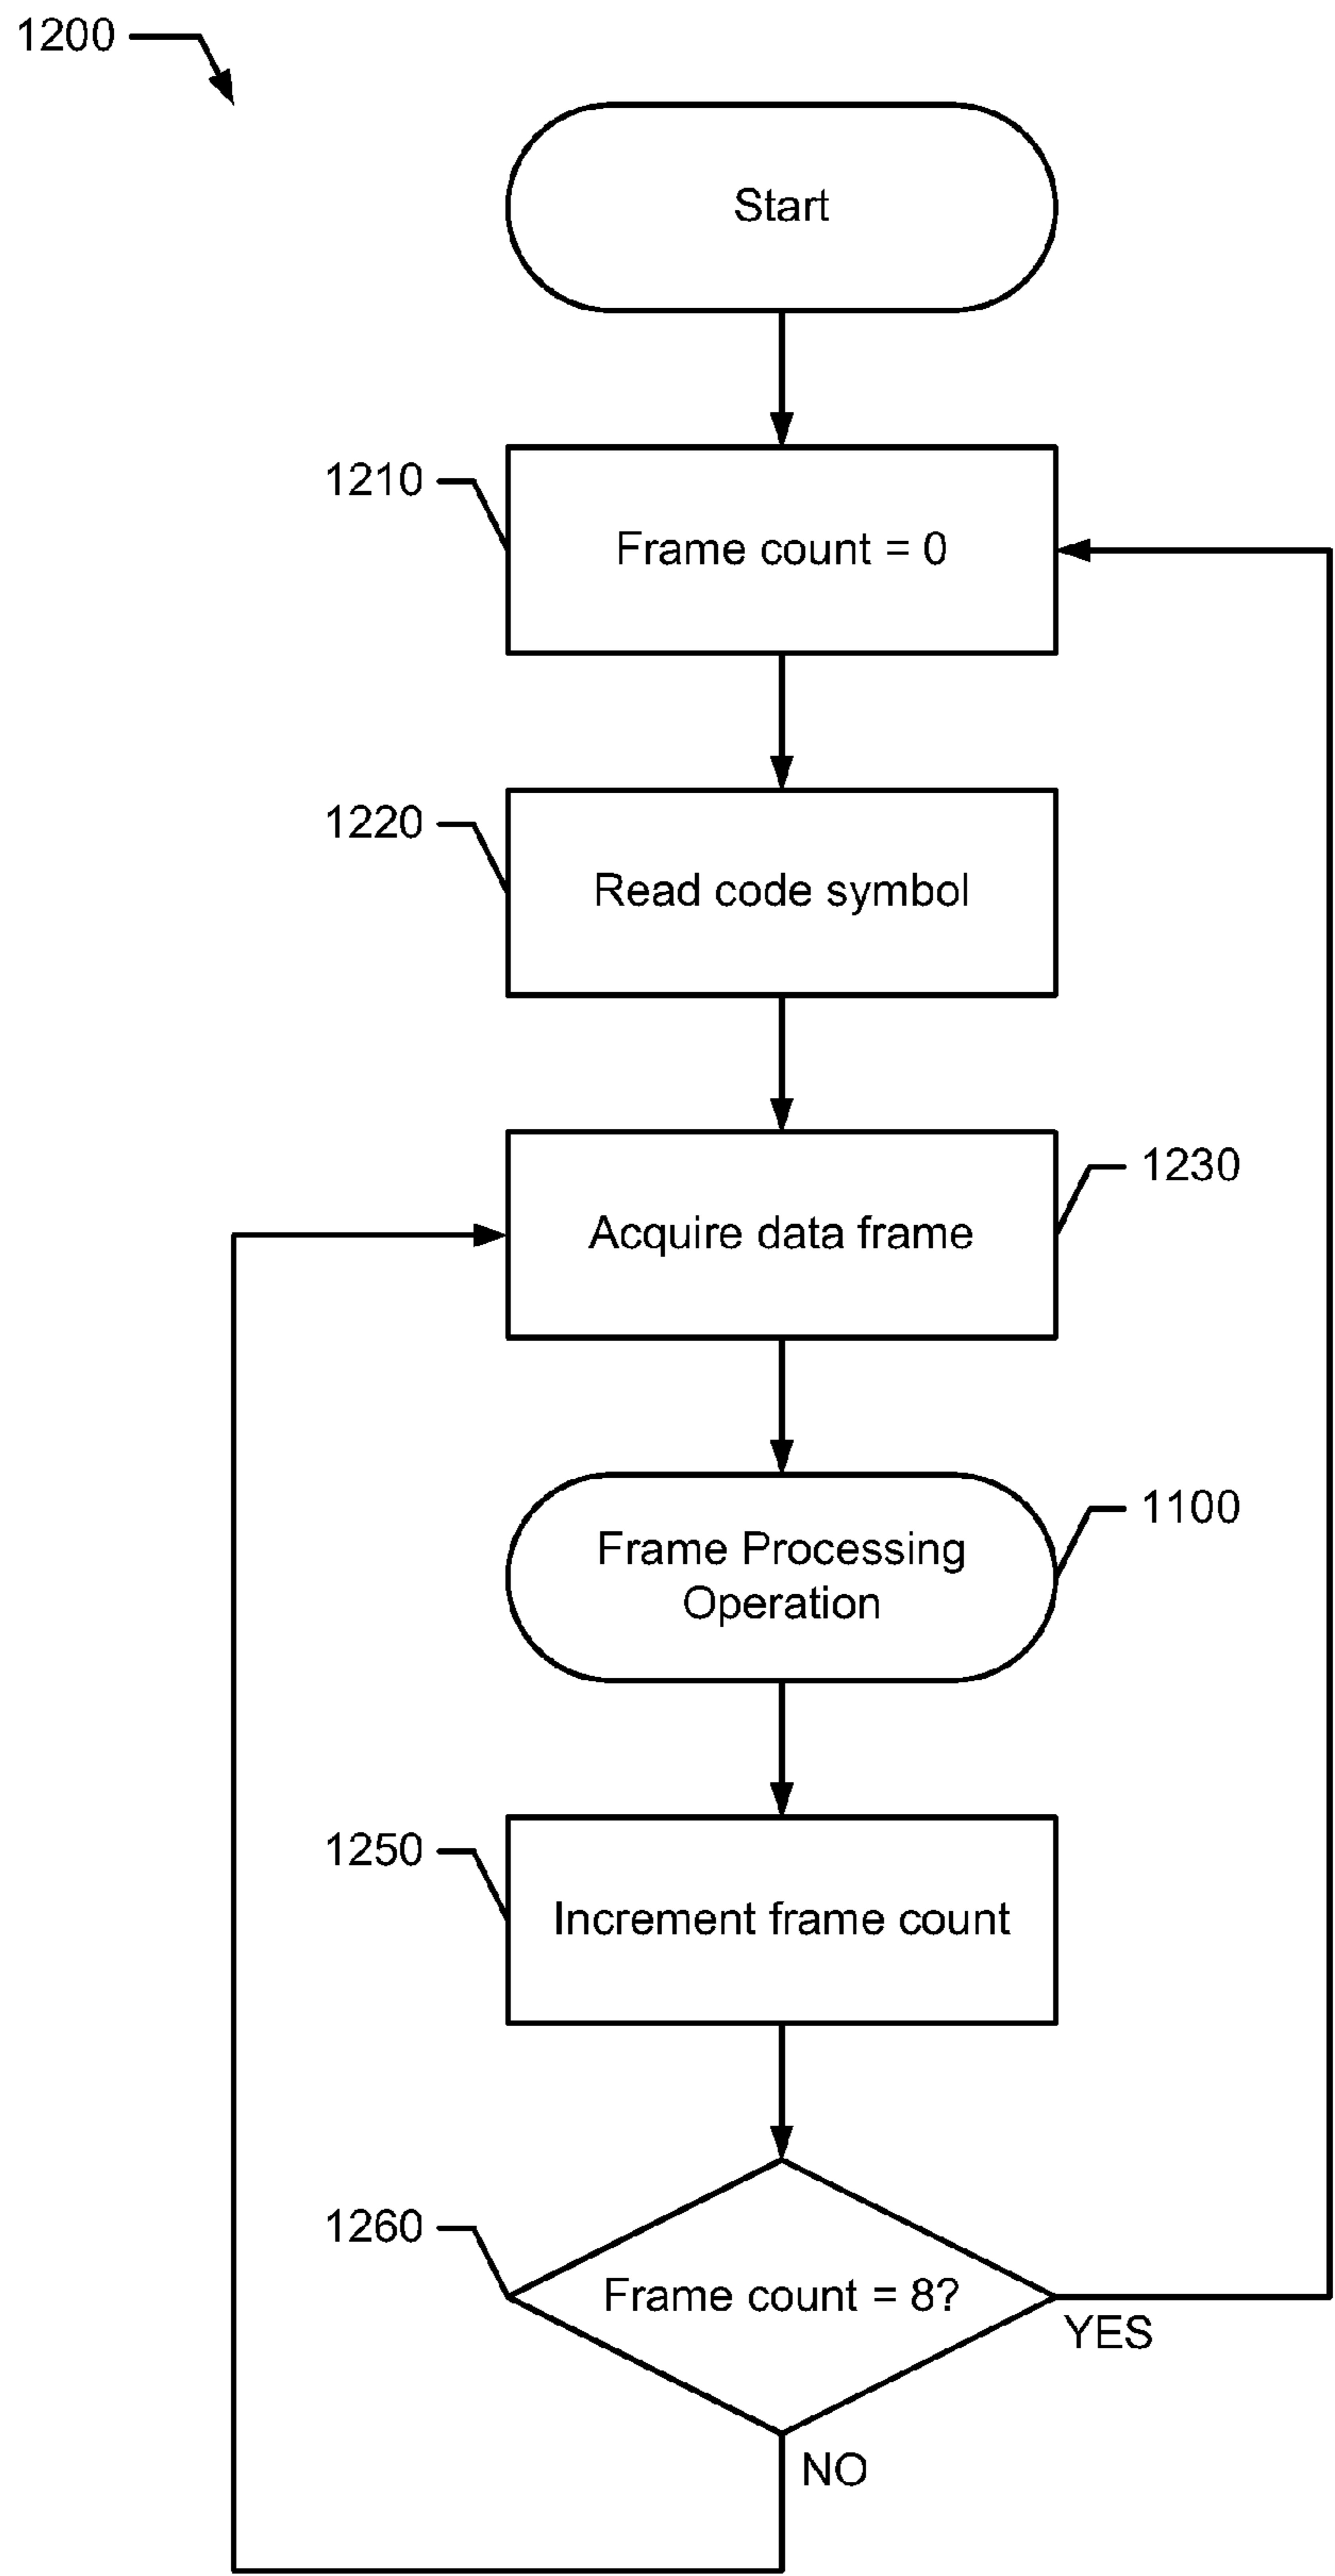 1200
Start
1210
Frame count = 0
1220
Read code symbol
1230
Acquire data frame
1100
Frame Processing
Operation
1250
Increment frame count
1260
Frame count = 8?
YES
NO